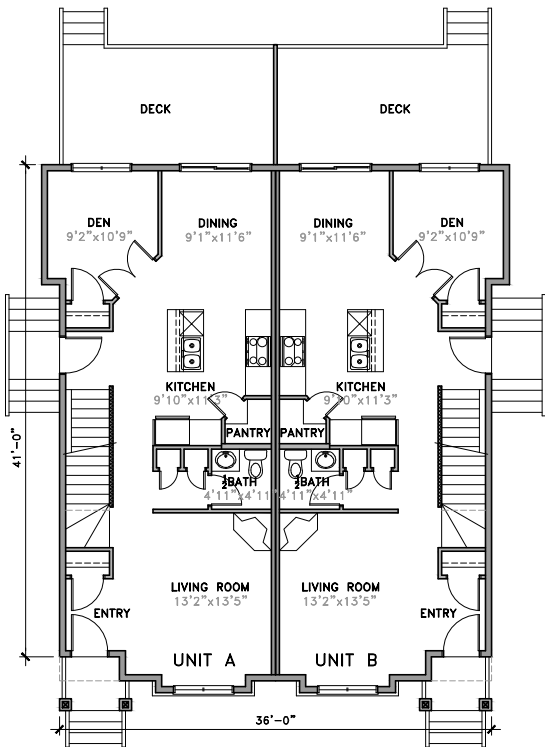 DECK
DECK
DEN
9'2"x10'9"
DINING
9'1"x11'6"
DINING
9'1"x11'6"
DEN
9'2"x10'9"
KITCHEN
9'10"x11'3"
KITCHEN
9'10"x11'3"
41'-0"
PANTRY
PANTRY
½BATH
4'11"x4'11"
½BATH
4'11"x4'11"
LIVING ROOM
13'2"x13'5"
LIVING ROOM
13'2"x13'5"
ENTRY
ENTRY
UNIT A
UNIT B
36'-0"